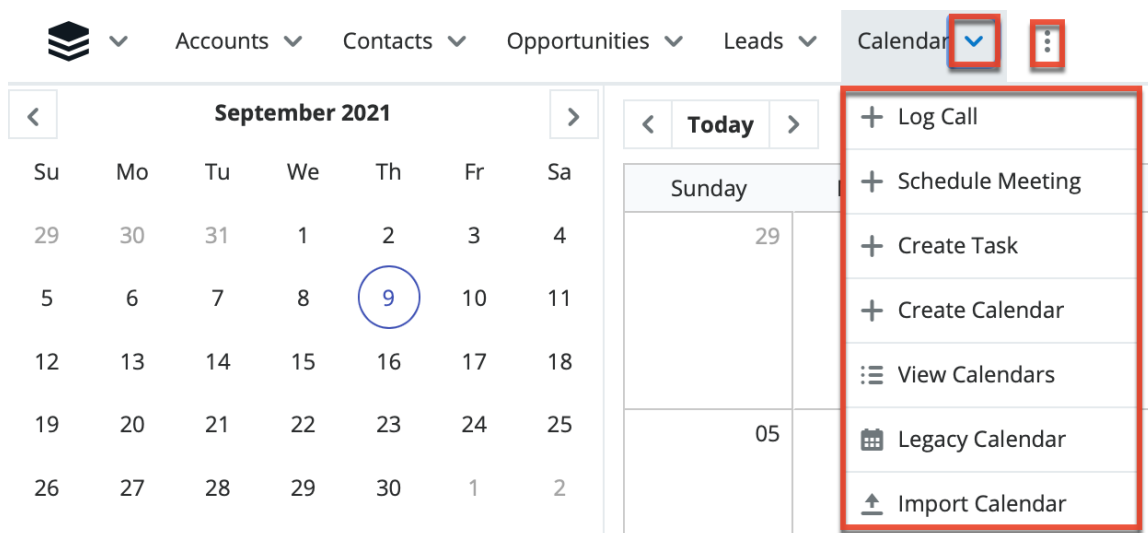 Accounts Contacts Opportunities Leads Calendar
September 2021
Su Mo Tu We Th Fr Sa
29 30 31 1 2 3 4
5 6 7 8 9 10 11
12 13 14 15 16 17 18
19 20 21 22 23 24 25
26 27 28 29 30 1 2
Today
Sunday
29
05
Log Call
Schedule Meeting
Create Task
Create Calendar
View Calendars
Legacy Calendar
Import Calendar